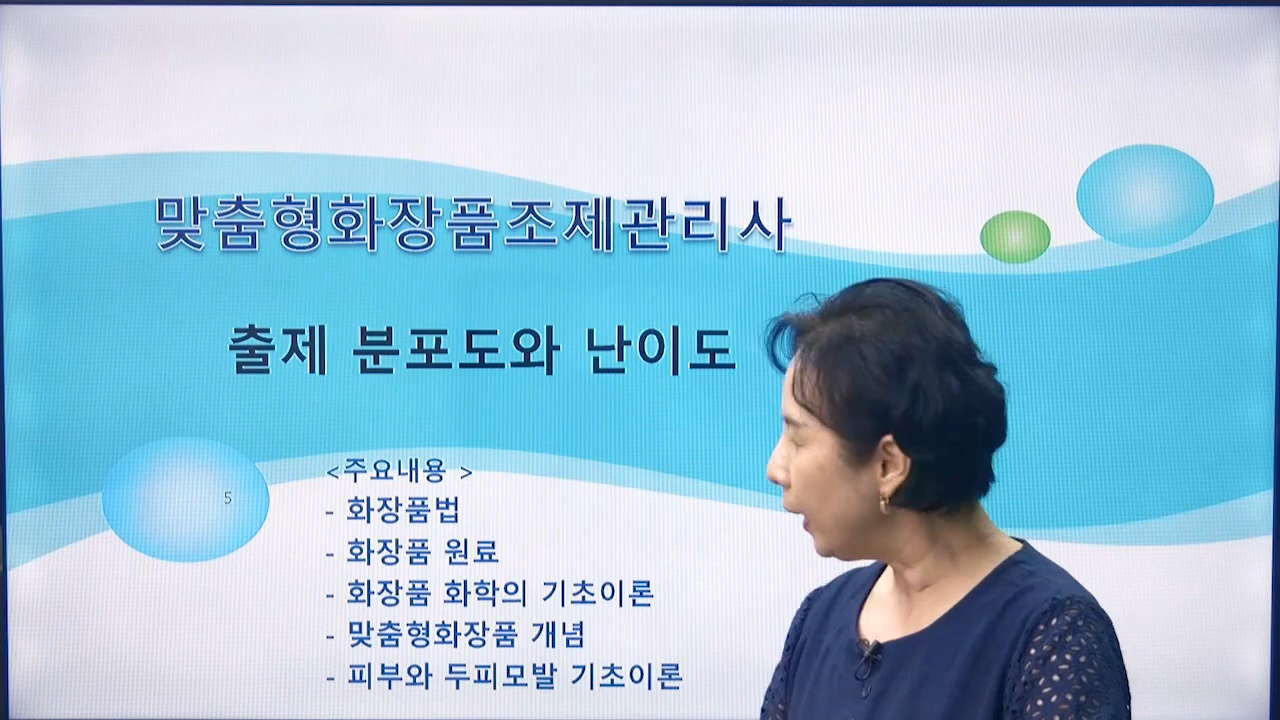 맞춤형화장품조제관리사
출제 분포도와 난이도
5
<주요내용 >
- 화장품법
- 화장품 원료
- 화장품 화학의 기초이론
- 맞춤형화장품 개념
- 피부와 두피모발 기초이론